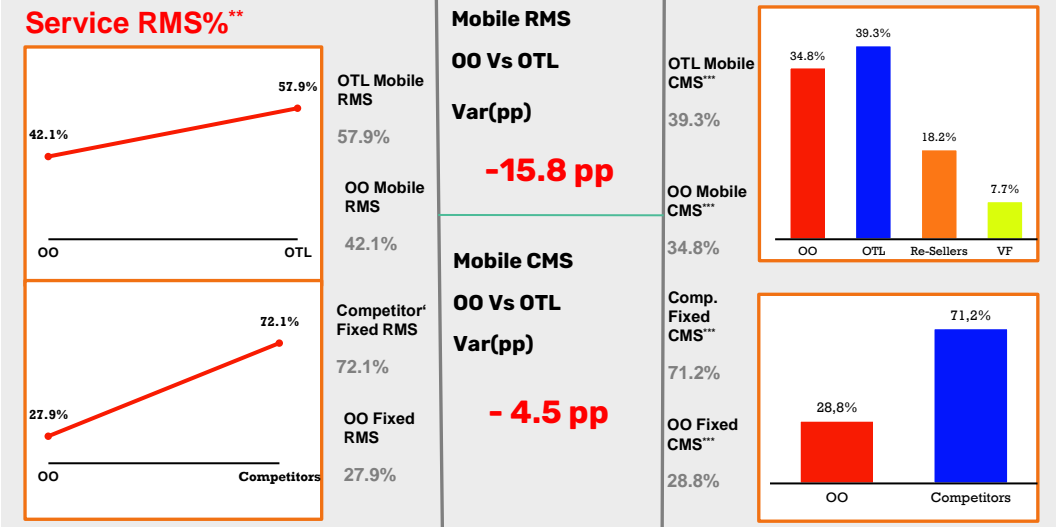 Service RMS%**
42.1%
57.9%
OO
OTL
27.9%
72.1%
OO
Competitors
OTL Mobile
RMS
57.9%
OO Mobile
RMS
42.1%
Competitor‘
Fixed RMS
72.1%
OO Fixed
RMS
27.9%
Mobile RMS
OO Vs OTL
Var(pp)
-15.8 pp
Mobile CMS
OO Vs OTL
Var(pp)
- 4.5 pp
OTL Mobile
CMS***
39.3%
OO Mobile
CMS***
34.8%
Comp.
Fixed
CMS***
71.2%
OO Fixed
CMS***
28.8%
34.8%
39.3%
18.2%
7.7%
OO OTL Re-Sellers VF
28,8%
71,2%
OO Competitors